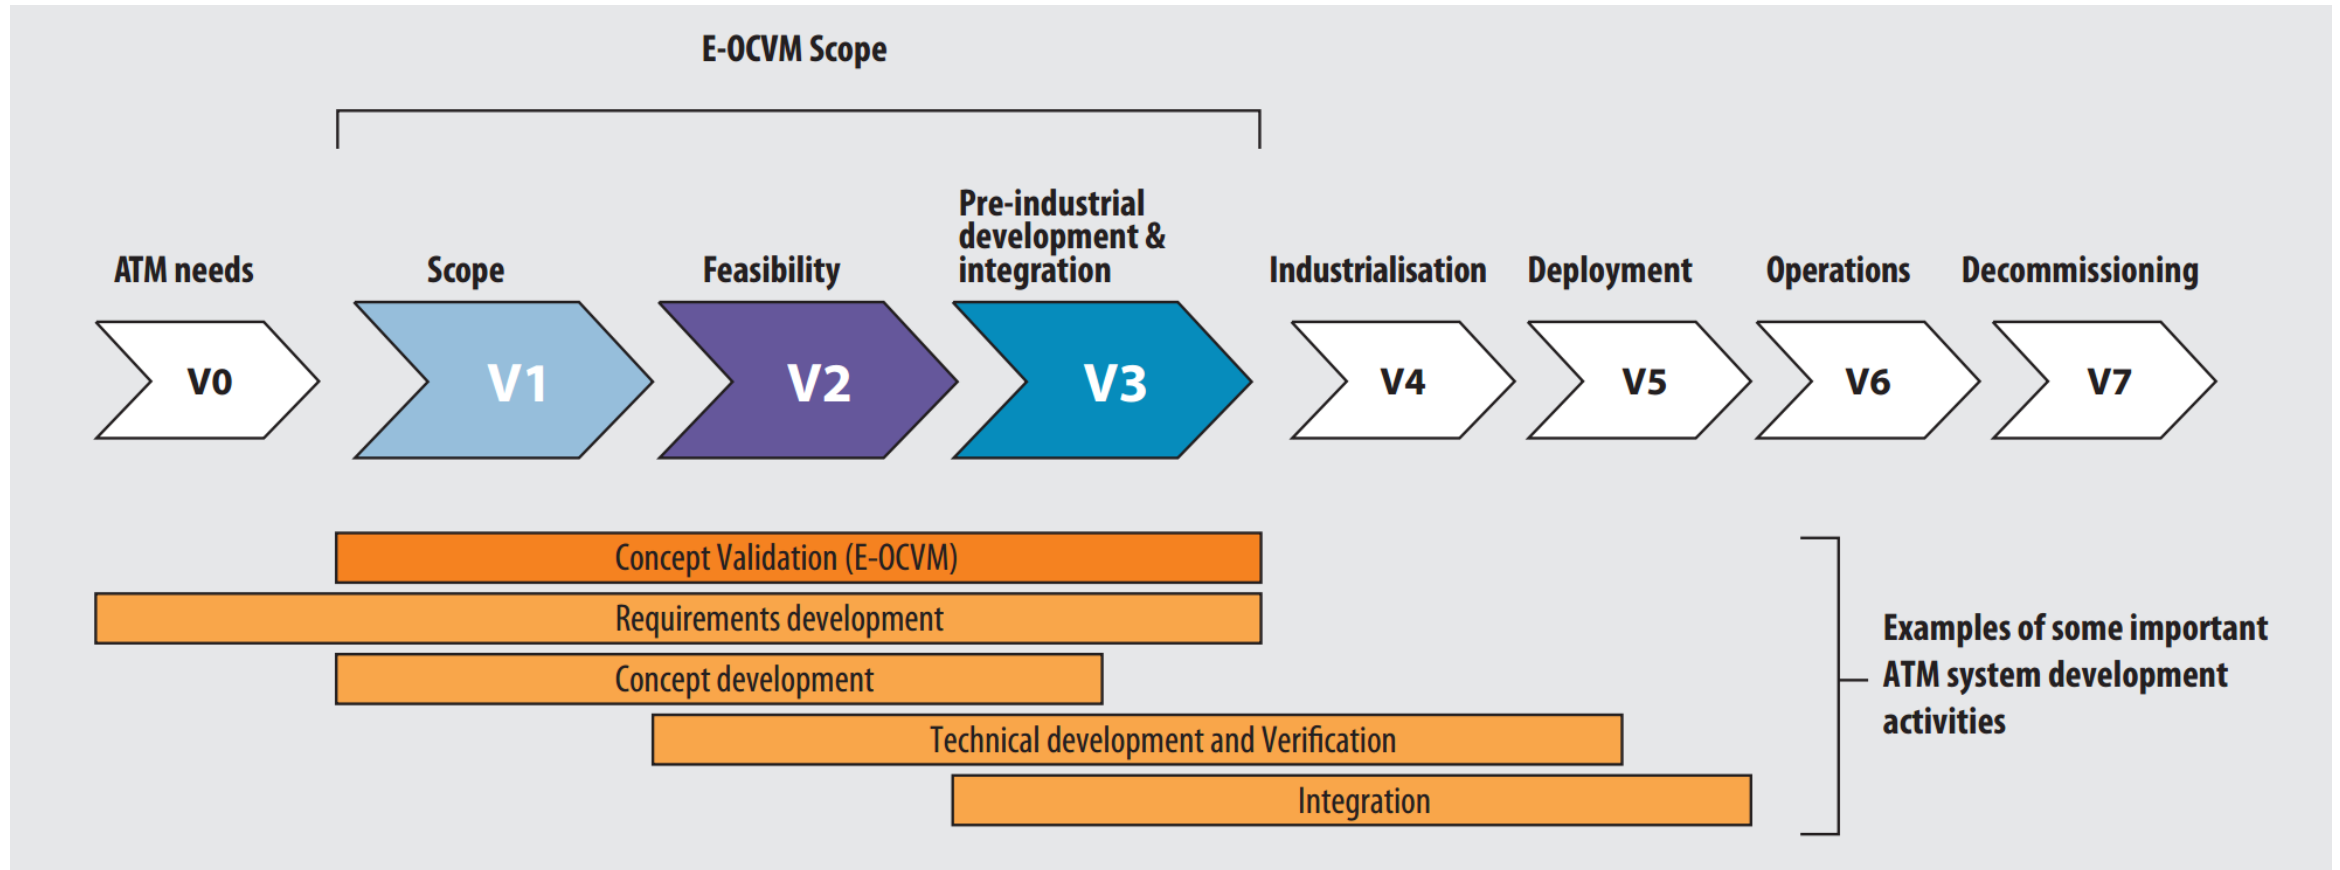 E-OCVM Scope
ATM needs
Scope
Feasibility
Pre-industrial
development &
integration
Industrialisation
Deployment
Operations
Decommissioning
V0
V1
V2
V3
V4
V5
V6
V7
Concept Validation (E-OCVM)
Requirements development
Concept development
Technical development and Verification
Integration
Examples of some important
ATM system development
activities